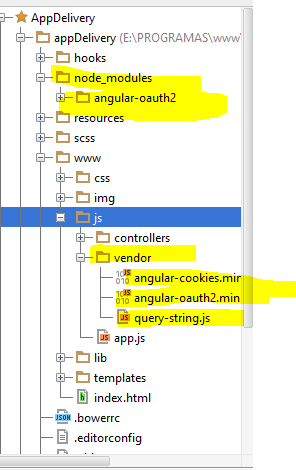 AppDelivery
appDelivery (E:\PROGRAMAS\www\
hooks
node_modules
angular-oauth2
resources
scss
www
css
img
js
controllers
vendor
angular-cookies.min
angular-oauth2.min
query-string.js
app.js
lib
templates
index.html
.bowerrc
.editorconfig